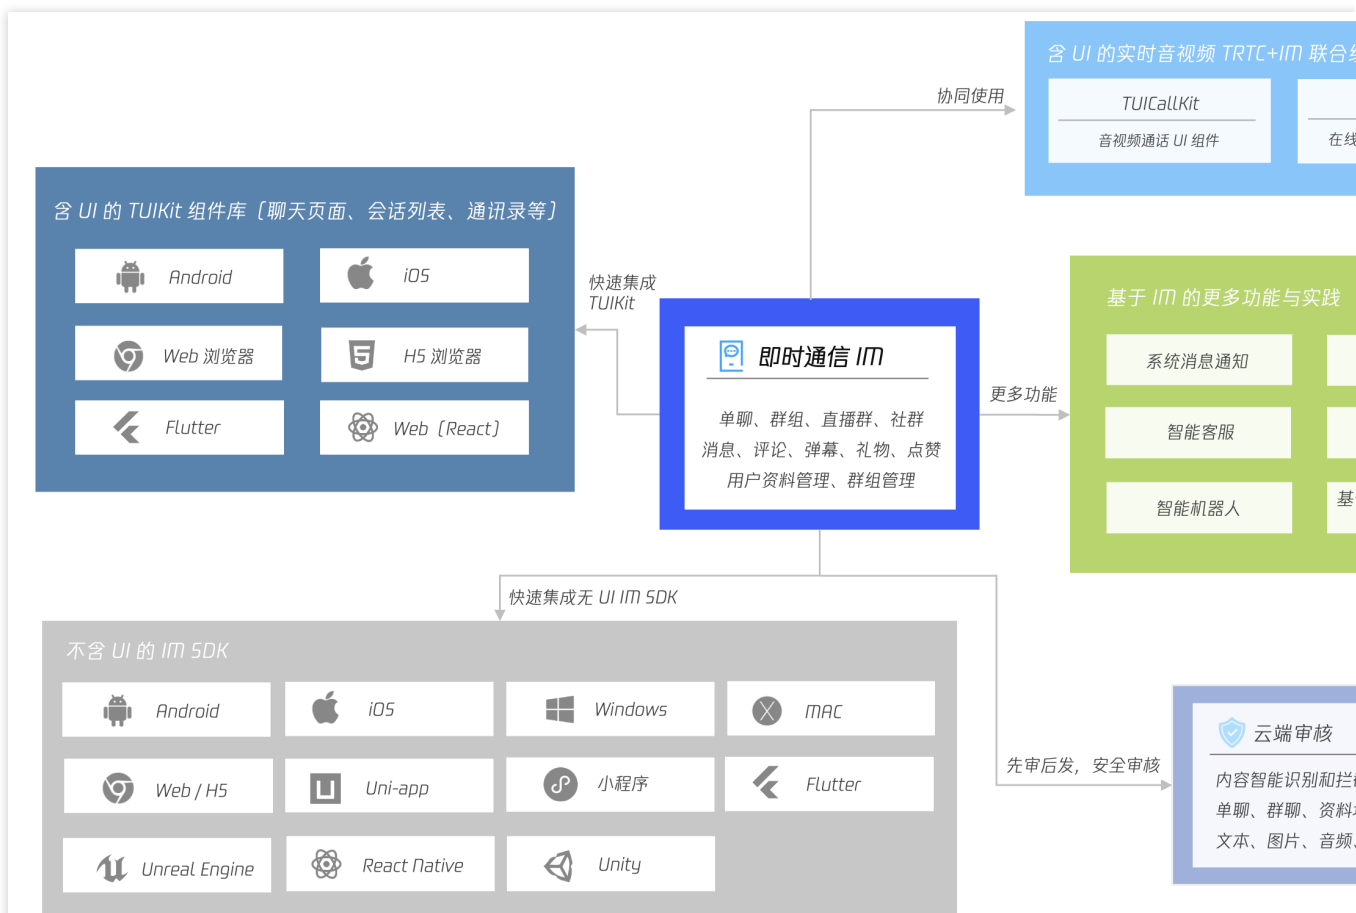 含 UI 的实时音视频 TRTC+IM 联合
协同使用
TUICallKit
音视频通话 UI 组件
在线
含 UI 的 TUIKit 组件库（聊天页面、会话列表、通讯录等）
Android
iOS
Web 浏览器
H5 浏览器
Flutter
Web（React）
快速集成
TUIKit
即时通信 IM
单聊、群组、直播群、社群
消息、评论、弹幕、礼物、点赞
用户资料管理、群组管理
更多功能
基于 IM 的更多功能与实践
系统消息通知
智能客服
智能机器人
基
快速集成无 UI IM SDK
不含 UI 的 IM SDK
Android
iOS
Windows
MAC
Web / H5
Uni-app
小程序
Flutter
Unreal Engine
React Native
Unity
先审后发，安全审核
云端审核
内容智能识别和拦
单聊、群聊、资料
文本、图片、音频、